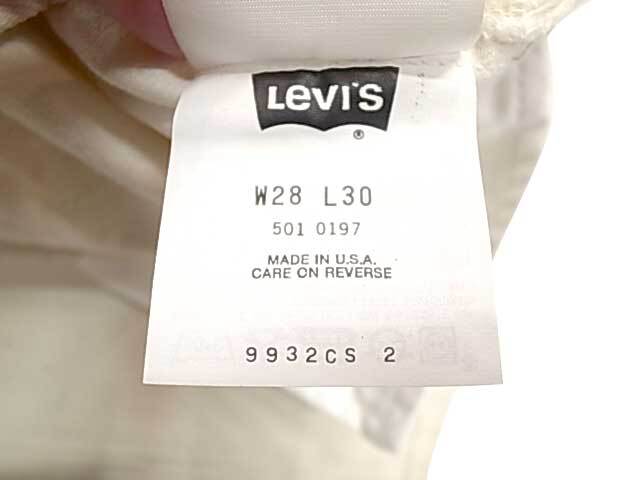 LEVI'S
®
W28 L30
501 0197
MADE IN U.S.A.
CARE ON REVERSE
9932CS 2